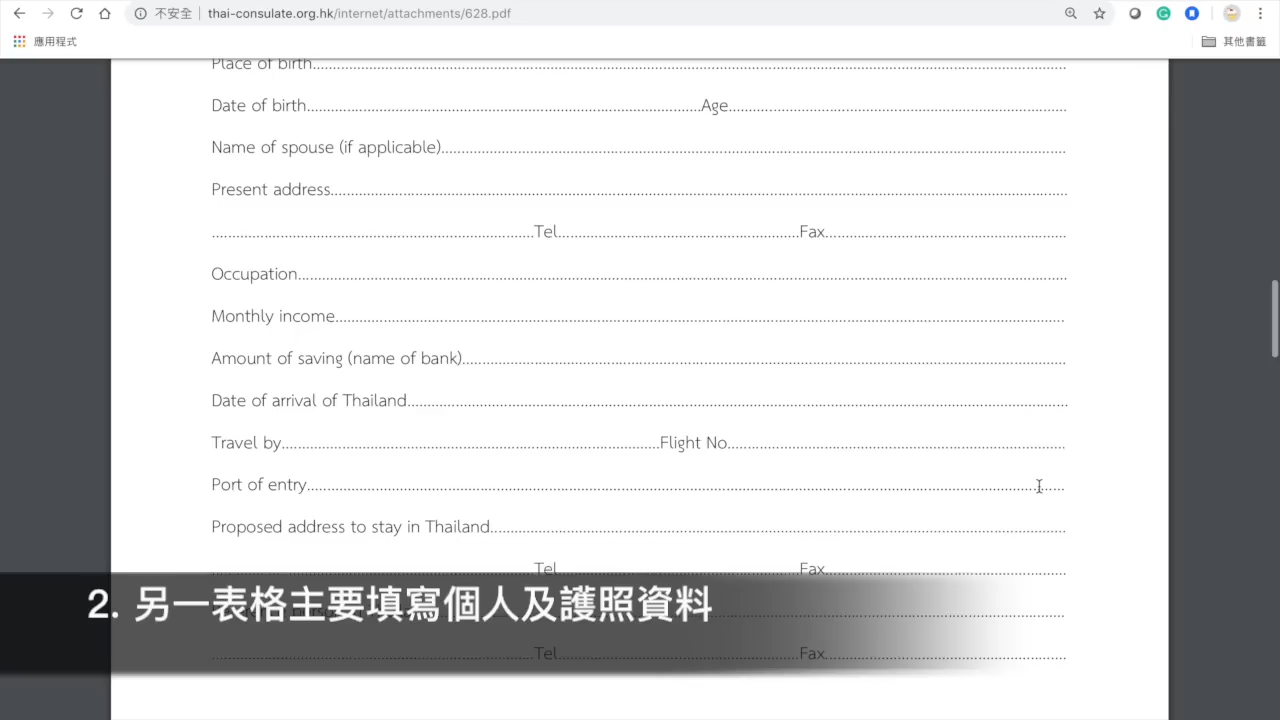 不安全 thai-consulate.org.hk/internet/attachments/628.pdf
應用程式 其他書籤
Place of birth
Date of birth Age
Name of spouse (if applicable)
Present address
Tel Fax
Occupation
Monthly income
Amount of saving (name of bank)
Date of arrival of Thailand
Travel by Flight No.
Port of entry
Proposed address to stay in Thailand
Tel Fax
2. 另一表格主要填寫個人及護照資料
Tel Fax